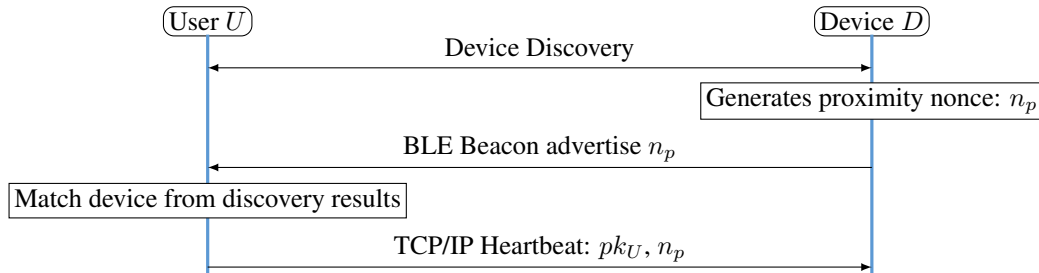 User U
Device D
Device Discovery
Generates proximity nonce: n_p
BLE Beacon advertise n_p
Match device from discovery results
TCP/IP Heartbeat: pk_U, n_p